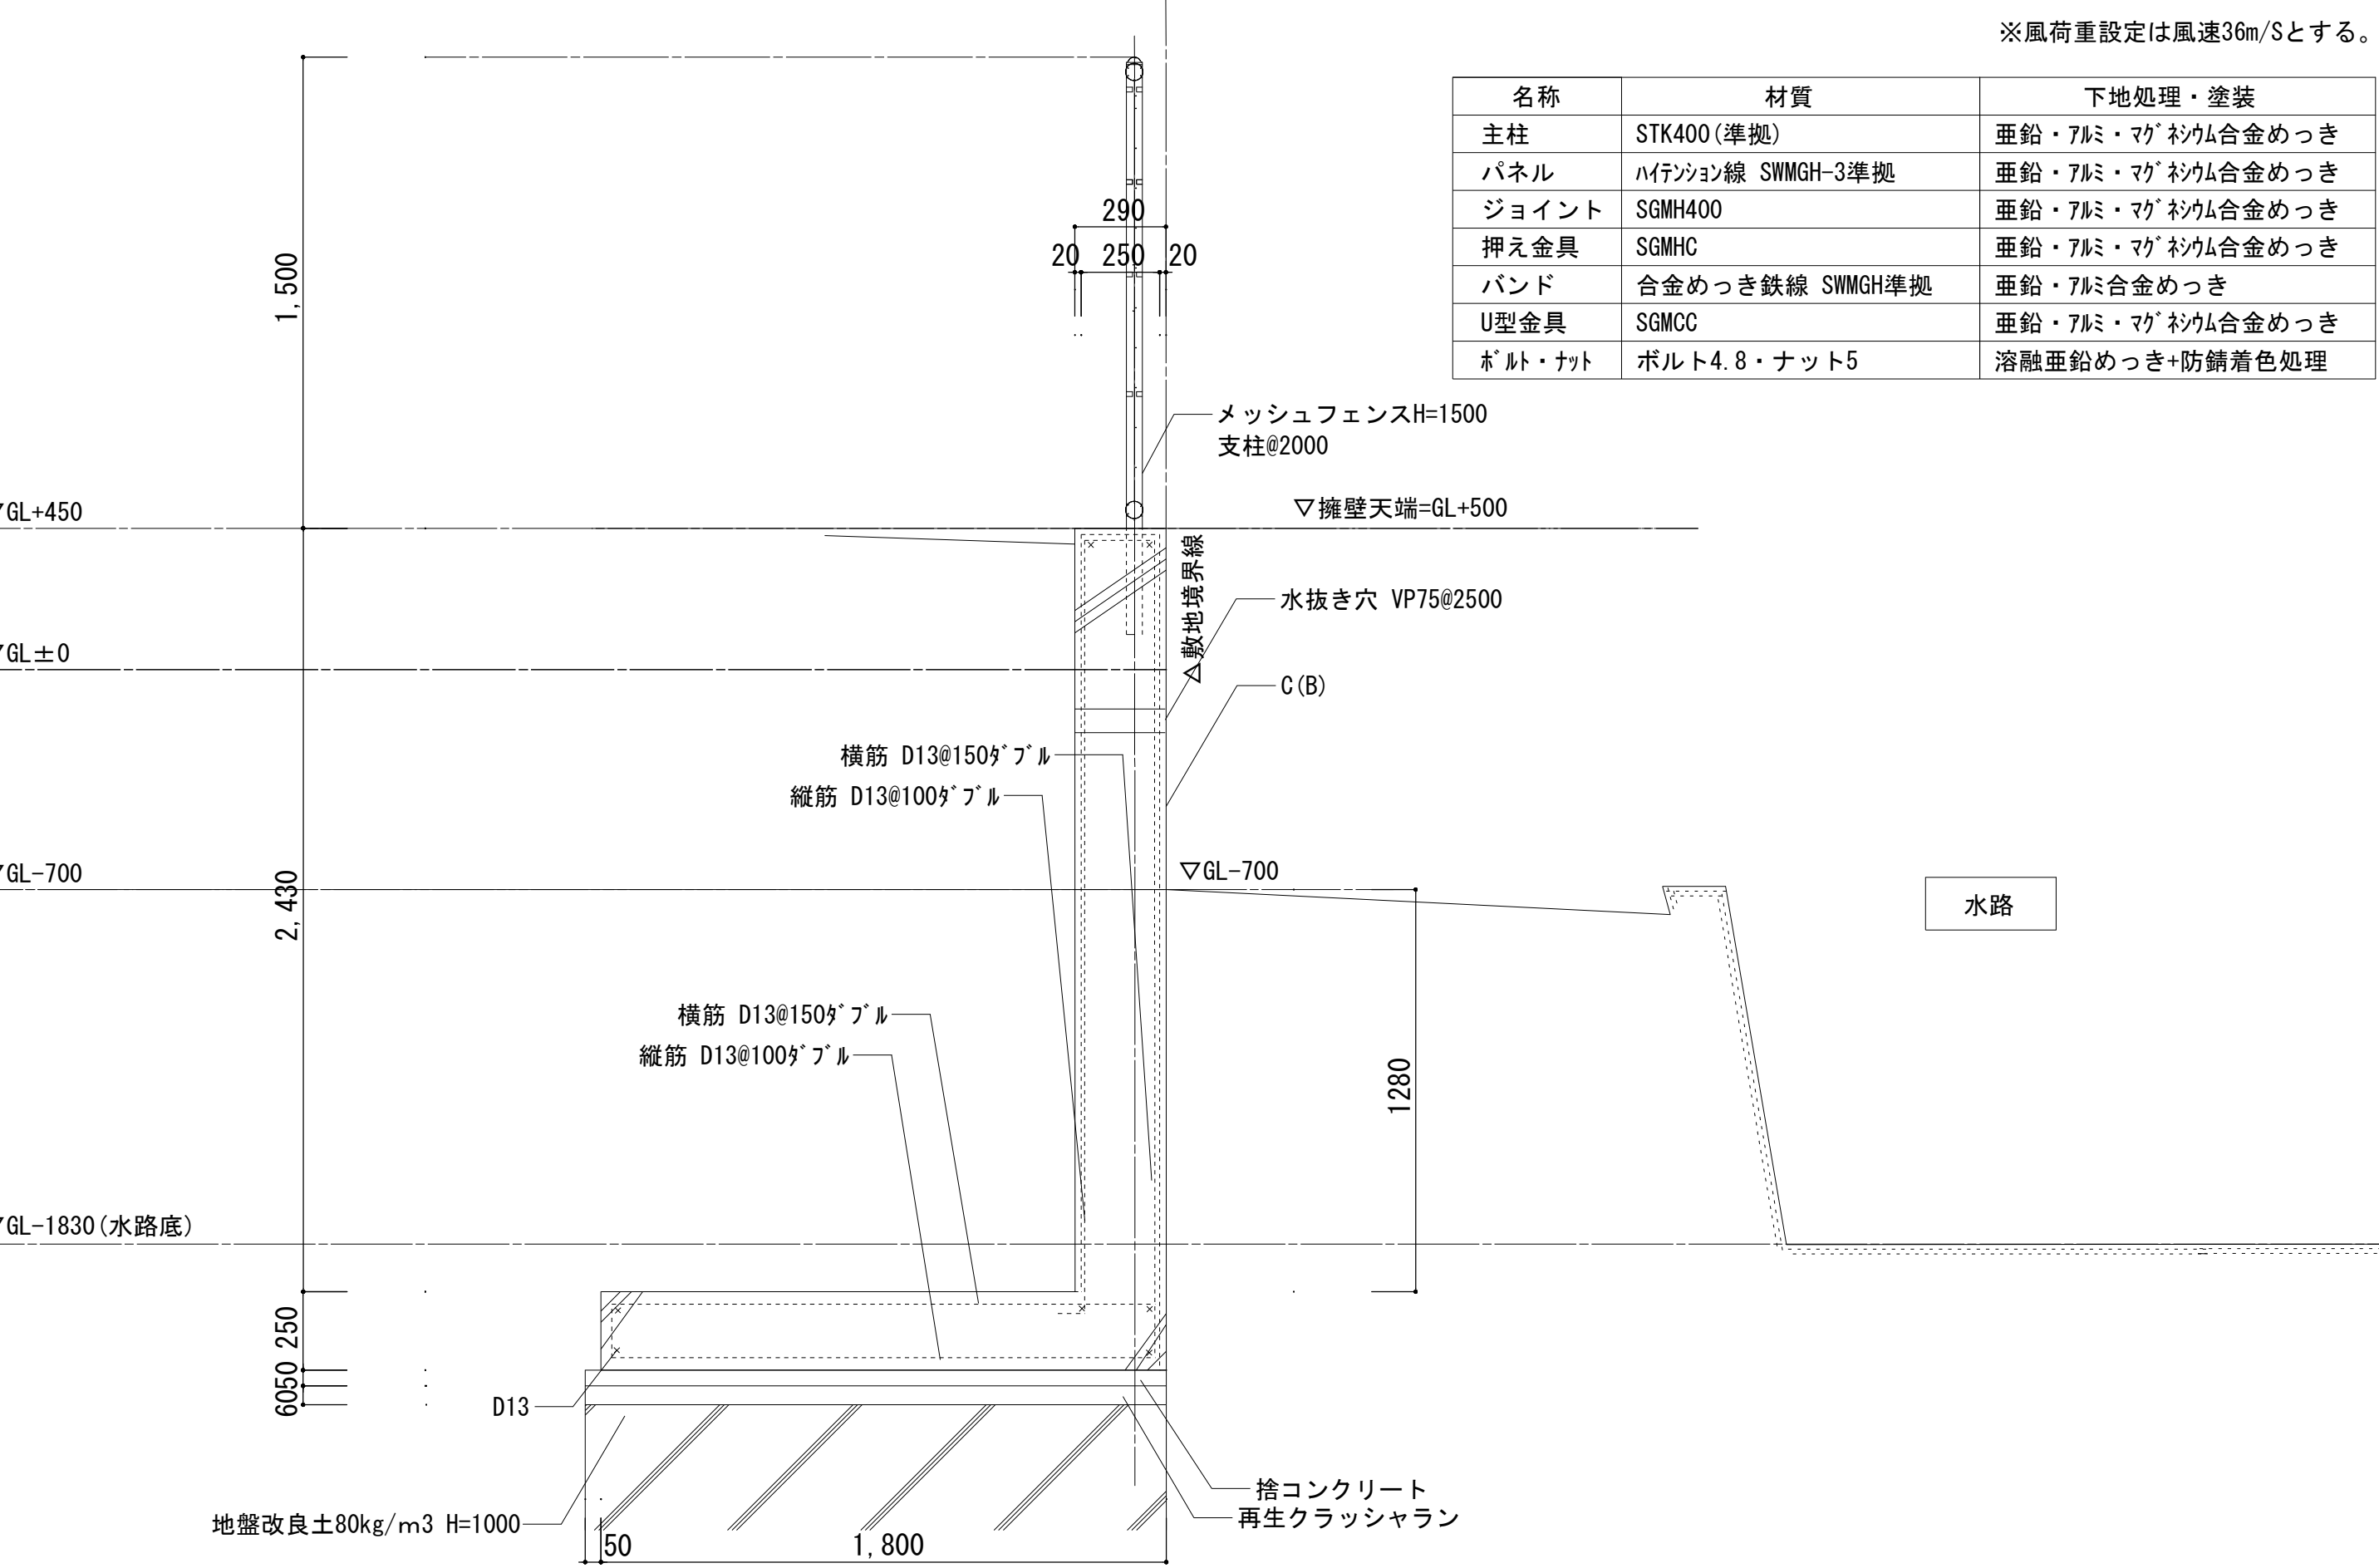 ※風荷重設定は風速36m/Sとする。
名称 材質 下地処理・塗装
主柱 STK400(準拠) 亜鉛・ｱﾙﾐ・ﾏｸﾞﾈｼｳﾑ合金めっき
パネル ﾊｲﾃﾝｼｮﾝ線 SWMGH-3準拠 亜鉛・ｱﾙﾐ・ﾏｸﾞﾈｼｳﾑ合金めっき
ジョイント SGMH400 亜鉛・ｱﾙﾐ・ﾏｸﾞﾈｼｳﾑ合金めっき
押え金具 SGMHC 亜鉛・ｱﾙﾐ・ﾏｸﾞﾈｼｳﾑ合金めっき
バンド 合金めっき鉄線 SWMGH準拠 亜鉛・ｱﾙﾐ合金めっき
U型金具 SGMCC 亜鉛・ｱﾙﾐ・ﾏｸﾞﾈｼｳﾑ合金めっき
ﾎﾞﾙﾄ・ﾅｯﾄ ボルト4.8・ナット5 溶融亜鉛めっき+防錆着色処理
290
20 250 20
1,500
メッシュフェンスH=1500
支柱@2000
▽GL+450
▽擁壁天端=GL+500
△敷地境界線
水抜き穴 VP75@2500
▽GL±0
C(B)
横筋 D13@150ﾀﾞﾌﾞﾙ
縦筋 D13@100ﾀﾞﾌﾞﾙ
▽GL-700
▽GL-700
2,430
水路
横筋 D13@150ﾀﾞﾌﾞﾙ
縦筋 D13@100ﾀﾞﾌﾞﾙ
1280
▽GL-1830(水路底)
250
50
60
D13
捨コンクリート
再生クラッシャラン
地盤改良土80kg/m3 H=1000
50 1,800